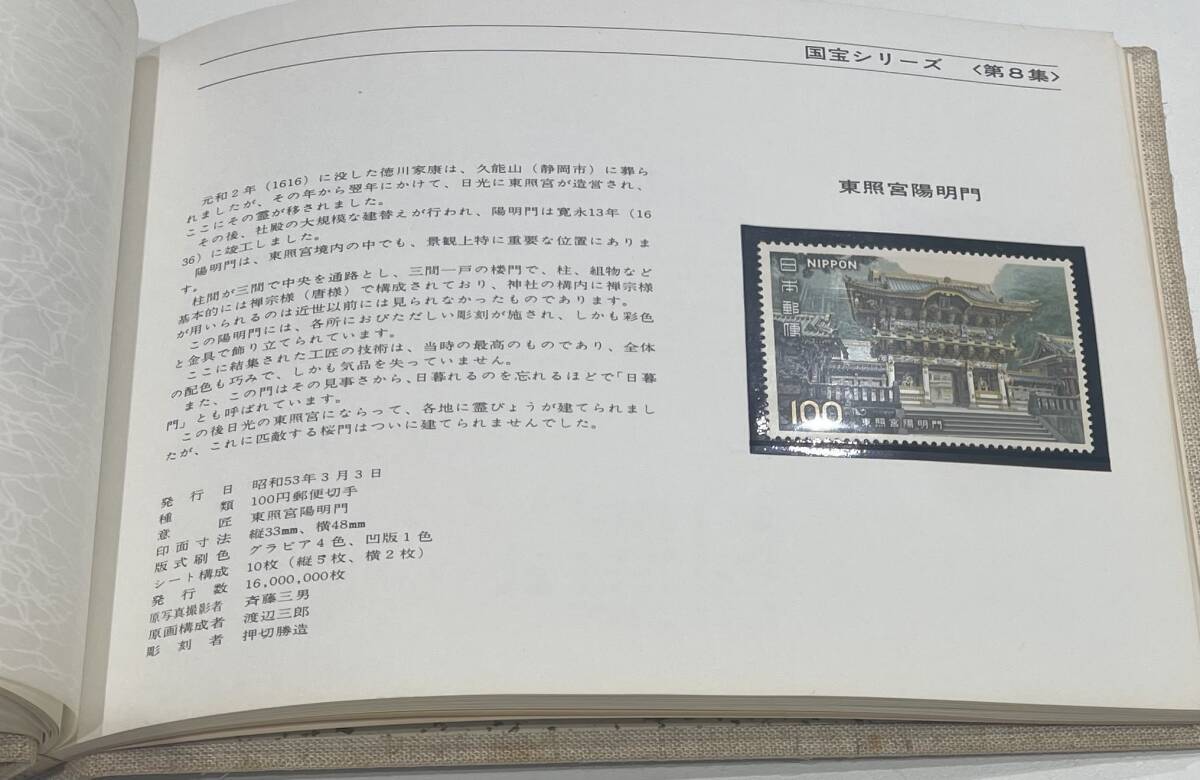 国宝シリーズ 〈第8集〉
元和2年（1616）に没した徳川家康は、久能山（静岡市）に葬ら
れましたが、その年から翌年にかけて、日光に東照宮が造営され、
ここにその霊が移されました。
その後、社殿の大規模な建替えが行われ、陽明門は寛永13年（16
36）に竣工しました。
陽明門は、東照宮境内の中でも、景観上特に重要な位置にありま
す。
柱間が三間で中央を通路とし、三間一戸の楼門で、柱、組物など
基本的には禅宗様（唐様）で構成されており、神社の構内に禅宗様
が用いられるのは近世以前には見られなかったものであります。
この陽明門には、各所におびただしい彫刻が施され、しかも彩色
と金具で飾り立てられています。
ここに結集された工匠の技術は、当時の最高のものであり、全体
の配色も巧みで、しかも気品を失っていません。
また、この門はその見事さから、日暮れるのを忘れるほどで「日暮
門」とも呼ばれています。
この後日光の東照宮にならって、各地に霊びょうが建てられまし
たが、これに匹敵する桜門はついに建てられませんでした。
発行日 昭和53年3月3日
種類 100円郵便切手
意匠 東照宮陽明門
印面寸法 縦33mm、横48mm
版式刷色 グラビア4色、凹版1色
シート構成 10枚（縦5枚、横2枚）
発行数 16,000,000枚
原写真撮影者 斉藤三男
原画構成者 渡辺三郎
彫刻者 押切勝造
東照宮陽明門
日本郵便
NIPPON
100
東照宮陽明門